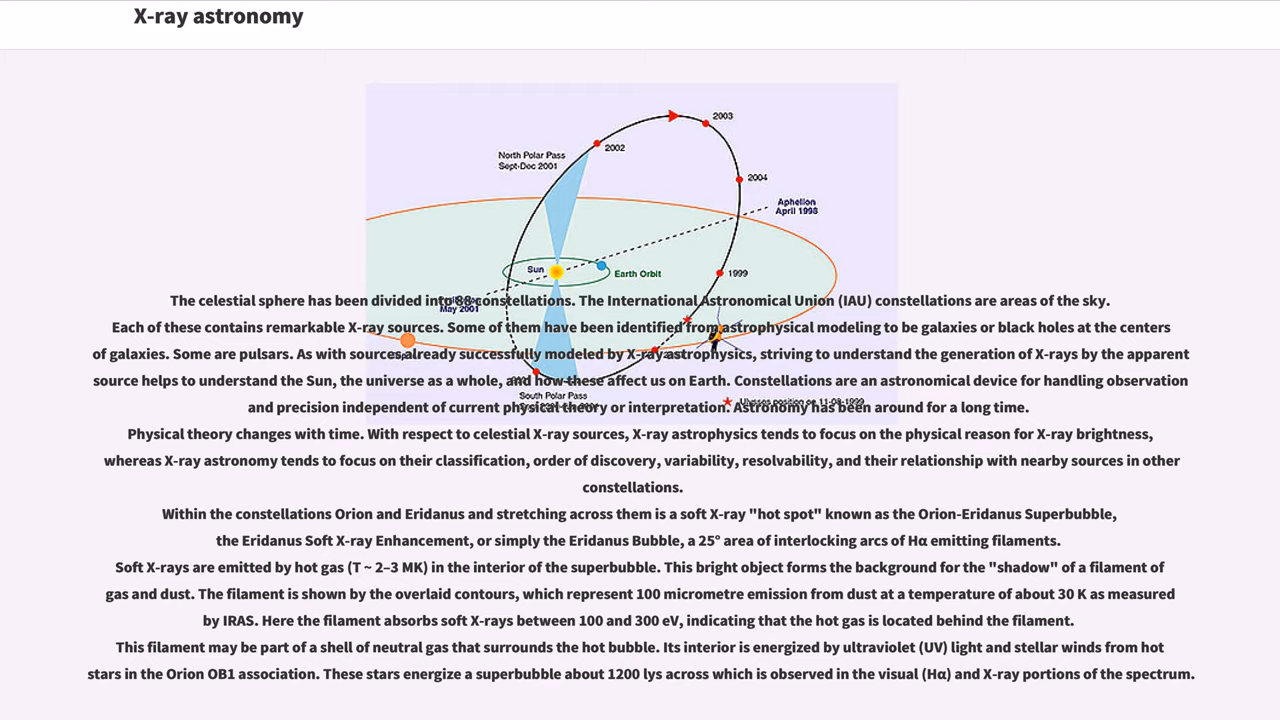 X-ray astronomy
2003
2002
North Polar Pass
Sept-Dec 2001
2004
Aphelion
April 1998
Sun
Earth Orbit
1999
The celestial sphere has been divided into 88 constellations. The International Astronomical Union (IAU) constellations are areas of the sky.
May 2001
Each of these contains remarkable X-ray sources. Some of them have been identified from astrophysical modeling to be galaxies or black holes at the centers
of galaxies. Some are pulsars. As with sources already successfully modeled by X-ray astrophysics, striving to understand the generation of X-rays by the apparent
source helps to understand the Sun, the universe as a whole, and how these affect us on Earth. Constellations are an astronomical device for handling observation
South Polar Pass
Ulysses position on 11-08-1999
and precision independent of current physical theory or interpretation. Astronomy has been around for a long time.
Physical theory changes with time. With respect to celestial X-ray sources, X-ray astrophysics tends to focus on the physical reason for X-ray brightness,
whereas X-ray astronomy tends to focus on their classification, order of discovery, variability, resolvability, and their relationship with nearby sources in other
constellations.
Within the constellations Orion and Eridanus and stretching across them is a soft X-ray "hot spot" known as the Orion-Eridanus Superbubble,
the Eridanus Soft X-ray Enhancement, or simply the Eridanus Bubble, a 25° area of interlocking arcs of Hα emitting filaments.
Soft X-rays are emitted by hot gas (T ~ 2–3 MK) in the interior of the superbubble. This bright object forms the background for the "shadow" of a filament of
gas and dust. The filament is shown by the overlaid contours, which represent 100 micrometre emission from dust at a temperature of about 30 K as measured
by IRAS. Here the filament absorbs soft X-rays between 100 and 300 eV, indicating that the hot gas is located behind the filament.
This filament may be part of a shell of neutral gas that surrounds the hot bubble. Its interior is energized by ultraviolet (UV) light and stellar winds from hot
stars in the Orion OB1 association. These stars energize a superbubble about 1200 lys across which is observed in the visual (Hα) and X-ray portions of the spectrum.